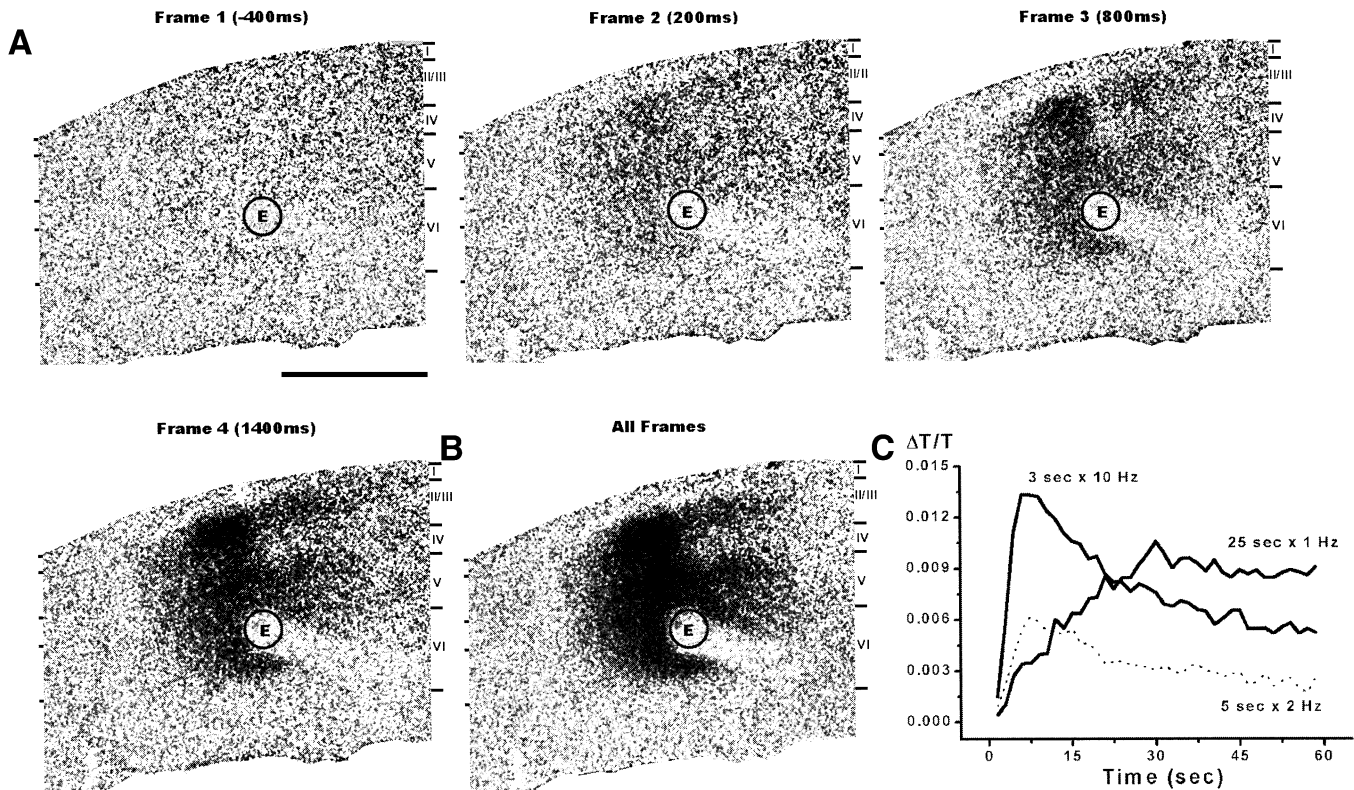 Frame 1 (-400ms)
Frame 2 (200ms)
Frame 3 (800ms)
A
I
II/III
IV
V
VI
E
I
II/II
IV
V
VI
E
I
II/III
IV
V
VI
E
Frame 4 (1400ms)
B
All Frames
C
ΔT/T
I
II/III
IV
V
VI
E
I
II/III
IV
V
VI
E
0.015
0.012
0.009
0.006
0.003
0.000
3 sec x 10 Hz
25 sec x 1 Hz
5 sec x 2 Hz
0 15 30 45 60
Time (sec)